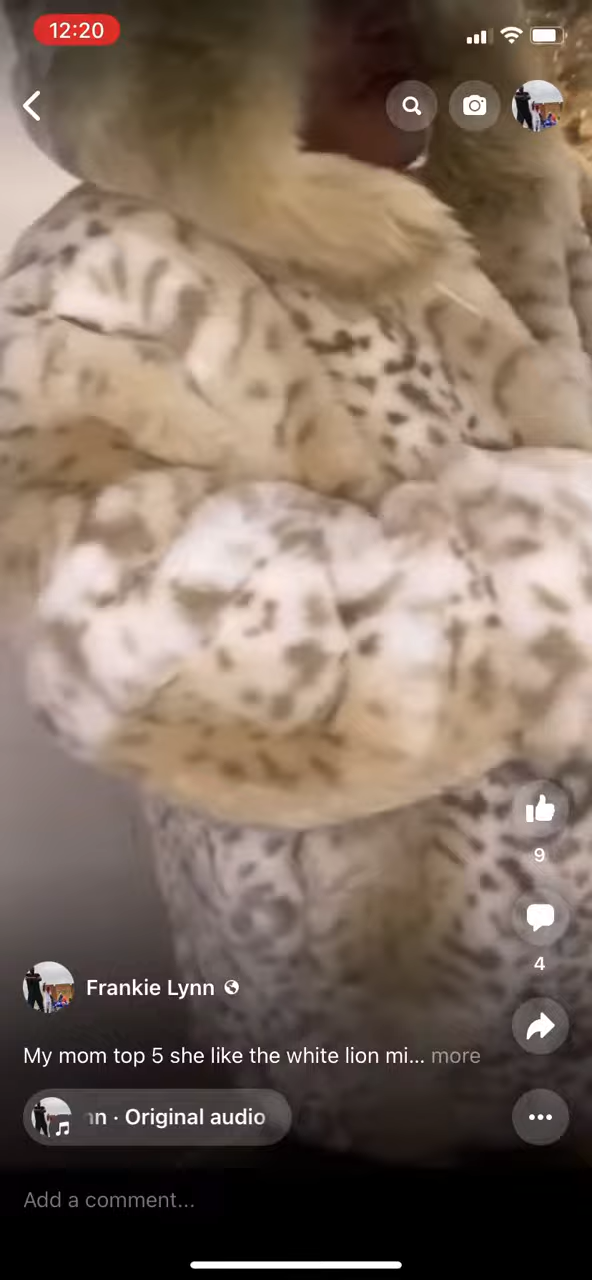 12:20
9
4
Frankie Lynn
My mom top 5 she like the white lion mi... more
nn · Original audio
Add a comment...